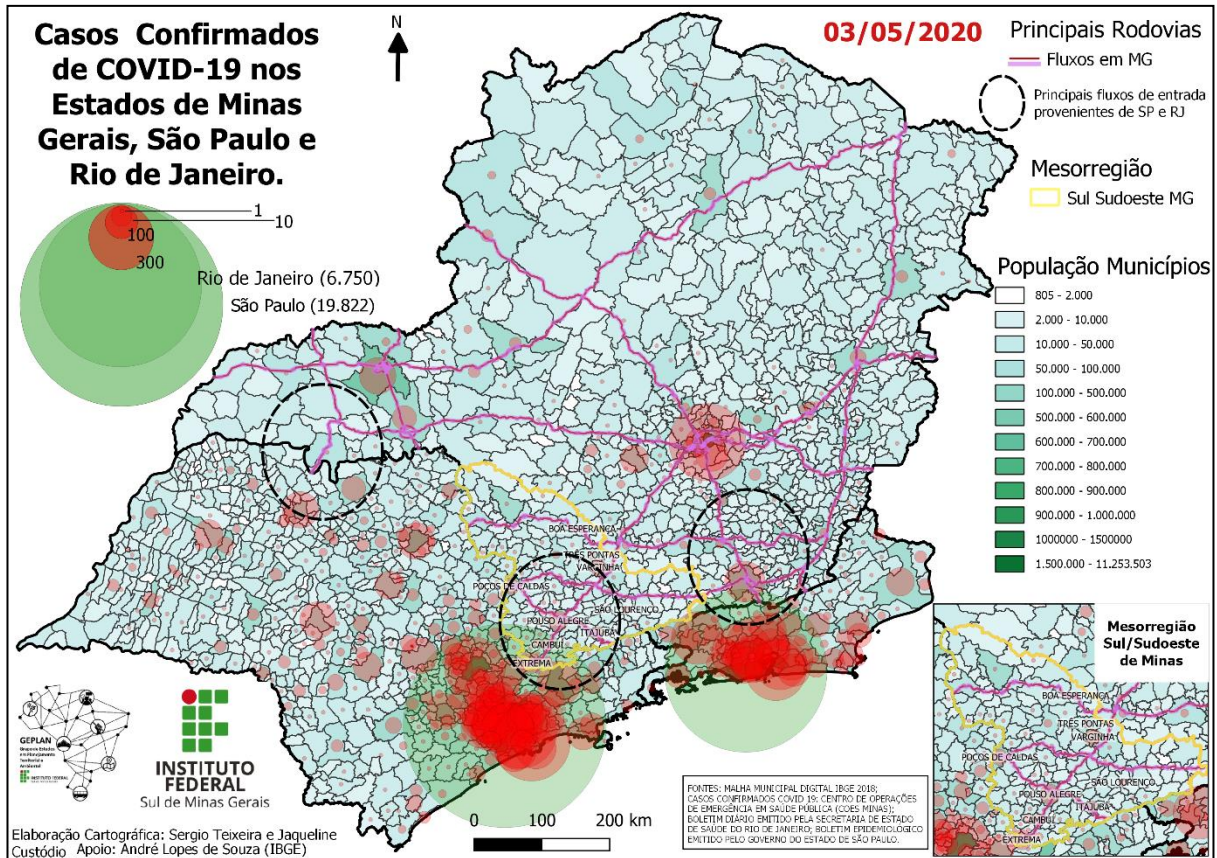 Casos Confirmados
de COVID-19 nos
Estados de Minas
Gerais, São Paulo e
Rio de Janeiro.
N
03/05/2020
Principais Rodovias
Fluxos em MG
Principais fluxos de entrada
provenientes de SP e RJ
Mesorregião
Sul Sudoeste MG
1
10
100
300
Rio de Janeiro (6.750)
São Paulo (19.822)
População Municípios
805 - 2.000
2.000 - 10.000
10.000 - 50.000
50.000 - 100.000
100.000 - 500.000
500.000 - 600.000
600.000 - 700.000
700.000 - 800.000
800.000 - 900.000
900.000 - 1.000.000
1000000 - 1500000
1.500.000 - 11.253.503
BOA ESPERANÇA
TRÊS PONTAS
VARGINHA
POÇOS DE CALDAS
SÃO LOURENÇO
POUSO ALEGRE
ITAJUBÁ
CAMBUÍ
EXTREMA
Mesorregião
Sul/Sudoeste
de Minas
BOA ESPERANÇA
TRÊS PONTAS
VARGINHA
POÇOS DE CALDAS
SÃO LOURENÇO
POUSO ALEGRE
ITAJUBÁ
CAMBUÍ
EXTREMA
GEPLAN
Grupo de Estudos
em Planejamento
Territorial e
Ambiental
INSTITUTO FEDERAL
INSTITUTO
FEDERAL
Sul de Minas Gerais
0 100 200 km
FONTES: MALHA MUNICIPAL DIGITAL IBGE 2018;
CASOS CONFIRMADOS COVID 19: CENTRO DE OPERAÇÕES
DE EMERGÊNCIA EM SAÚDE PÚBLICA (COES MINAS);
BOLETIM DIÁRIO EMITIDO PELA SECRETARIA DE ESTADO
DE SAÚDE DO RIO DE JANEIRO; BOLETIM EPIDEMIOLÓGICO
EMITIDO PELO GOVERNO DO ESTADO DE SÃO PAULO.
Elaboração Cartográfica: Sergio Teixeira e Jaqueline
Custódio Apoio: André Lopes de Souza (IBGE)